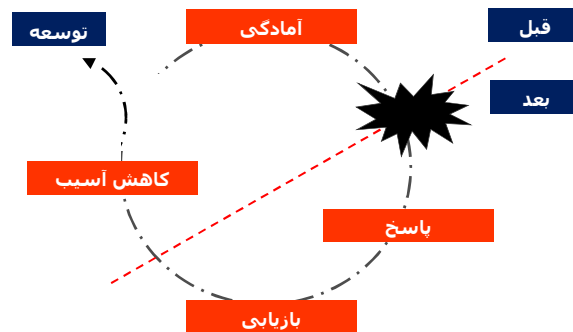 آمادگی
قبل
توسعه
بعد
کاهش آسیب
پاسخ
بازیابی